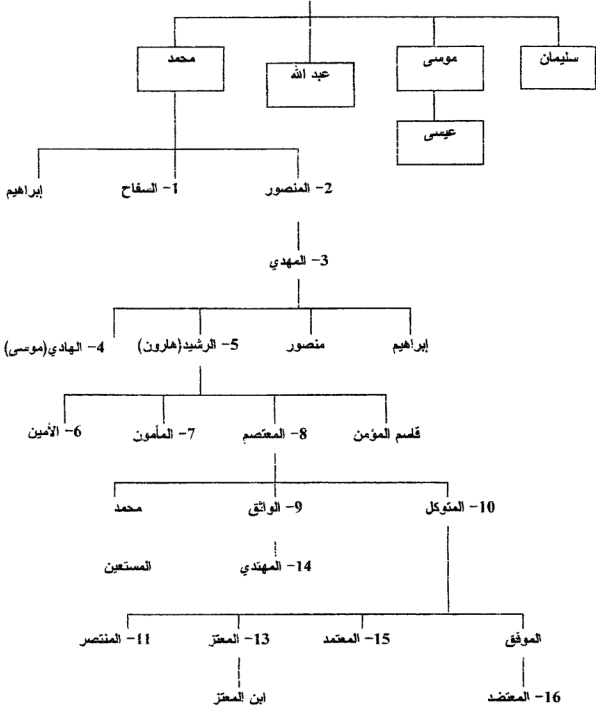 سليمان موسى عبد الله محمد
عيسى
2- المنصور 1- السفاح إبراهيم
3- المهدي
إبراهيم منصور 5- الرشيد(هارون) 4- الهادي(موسى)
قاسم المؤمن 8- المعتصم 7- المأمون 6- الأمين
10- المتوكل 9- الواثق محمد
14- المهتدي المستعين
الموفق 15- المعتمد 13- المعتز 11- المنتصر
16- المعتضد ابن المعتز